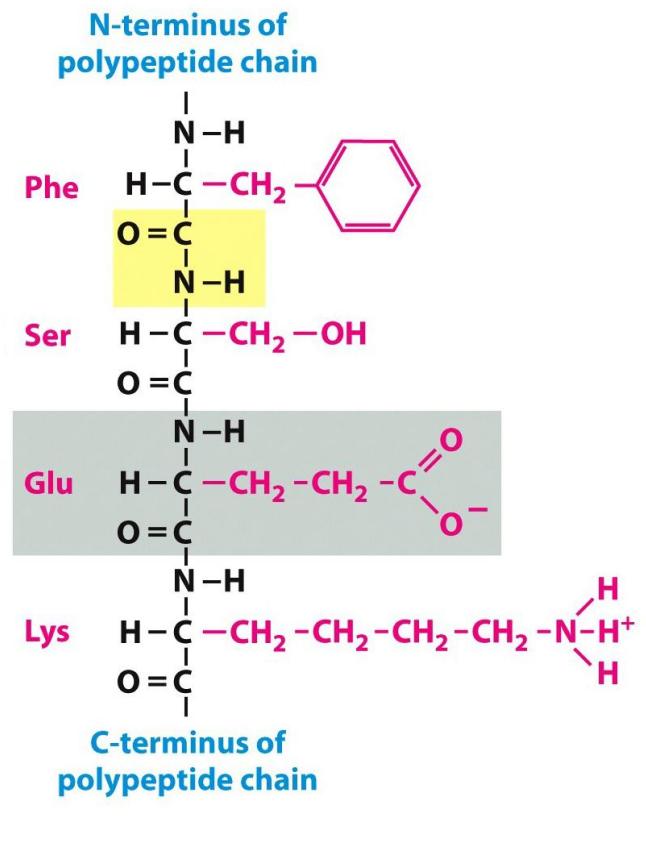 N-terminus of
polypeptide chain
N–H
Phe H–C–CH₂
O=C
N–H
Ser H–C–CH₂–OH
O=C
N–H
O
Glu H–C–CH₂–CH₂–C
O⁻
O=C
N–H
H
Lys H–C–CH₂–CH₂–CH₂–CH₂–N–H⁺
H
O=C
C-terminus of
polypeptide chain